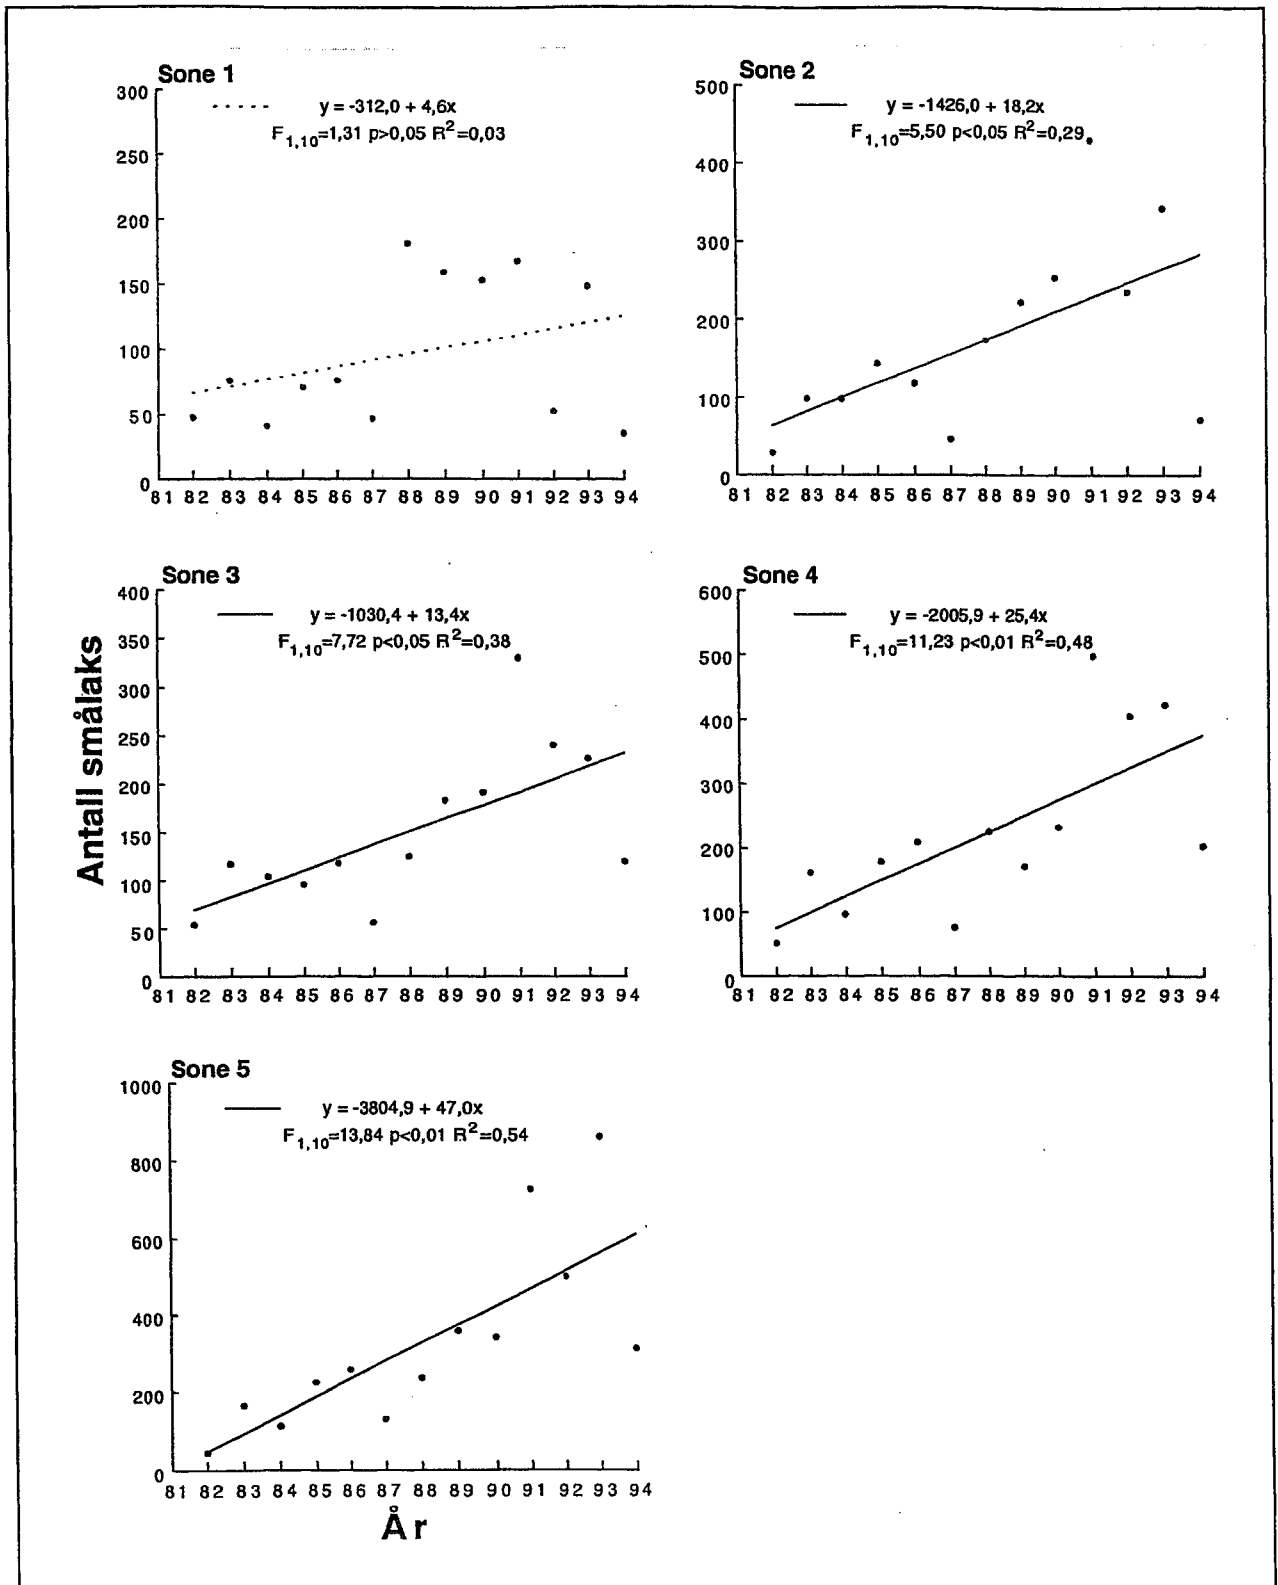 Sone 1
y = -312,0 + 4,6x
F1,10=1,31 p>0,05 R2=0,03
300
250
200
150
100
50
0
81 82 83 84 85 86 87 88 89 90 91 92 93 94
Sone 2
y = -1426,0 + 18,2x
F1,10=5,50 p<0,05 R2=0,29
500
400
300
200
100
0
81 82 83 84 85 86 87 88 89 90 91 92 93 94
Antall smålaks
Sone 3
y = -1030,4 + 13,4x
F1,10=7,72 p<0,05 R2=0,38
400
350
300
250
200
150
100
50
0
81 82 83 84 85 86 87 88 89 90 91 92 93 94
Sone 4
y = -2005,9 + 25,4x
F1,10=11,23 p<0,01 R2=0,48
600
500
400
300
200
100
0
81 82 83 84 85 86 87 88 89 90 91 92 93 94
Sone 5
y = -3804,9 + 47,0x
F1,10=13,84 p<0,01 R2=0,54
1000
800
600
400
200
0
81 82 83 84 85 86 87 88 89 90 91 92 93 94
År